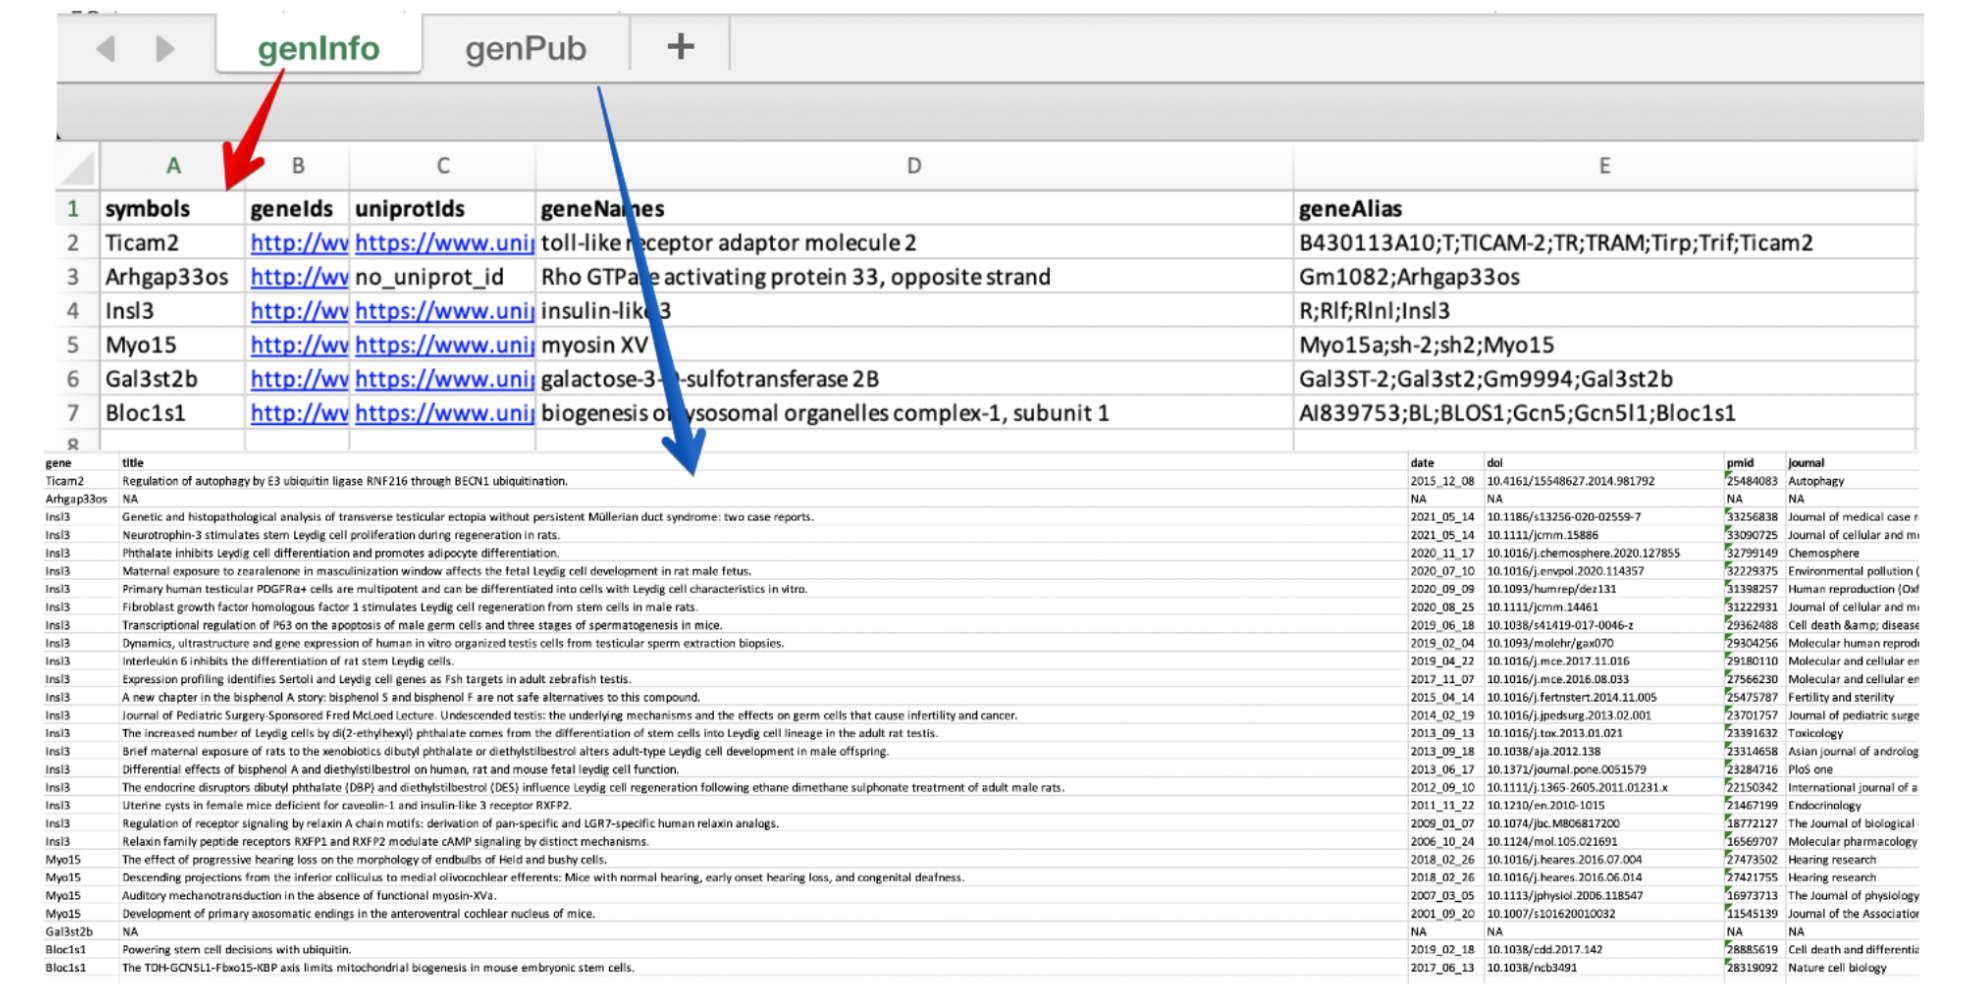 genInfo genPub +
A B C D E
1 symbols geneIds uniprotIds geneNames geneAlias
2 Ticam2 http://wv https://www.unip toll-like receptor adaptor molecule 2 B430113A10;T;TICAM-2;TR;TRAM;Tirp;Trif;Ticam2
3 Arhgap33os http://wv no_uniprot_id Rho GTPase activating protein 33, opposite strand Gm1082;Arhgap33os
4 Insl3 http://wv https://www.unip insulin-like 3 R;Rlf;Rlnl;Insl3
5 Myo15 http://wv https://www.unip myosin XV Myo15a;sh-2;sh2;Myo15
6 Gal3st2b http://wv https://www.unip galactose-3-O-sulfotransferase 2B Gal3ST-2;Gal3st2;Gm9994;Gal3st2b
7 Bloc1s1 http://wv https://www.unip biogenesis of lysosomal organelles complex-1, subunit 1 AI839753;BL;BLOS1;Gcn5;Gcn5l1;Bloc1s1
8
gene title date doi pmid journal
Ticam2 Regulation of autophagy by E3 ubiquitin ligase RNF216 through BECN1 ubiquitination. 2015_12_08 10.4161/15548627.2014.981792 25484083 Autophagy
Arhgap33os NA NA NA NA NA
Insl3 Genetic and histopathological analysis of transverse testicular ectopia without persistent Müllerian duct syndrome: two case reports. 2021_05_14 10.1186/s13256-020-02559-7 33256838 Journal of medical case r
Insl3 Neurotrophin-3 stimulates stem Leydig cell proliferation during regeneration in rats. 2021_05_14 10.1111/jcmm.15886 33090725 Journal of cellular and m
Insl3 Phthalate inhibits Leydig cell differentiation and promotes adipocyte differentiation. 2020_11_17 10.1016/j.chemosphere.2020.127855 32799149 Chemosphere
Insl3 Maternal exposure to zearalenone in masculinization window affects the fetal Leydig cell development in rat male fetus. 2020_07_10 10.1016/j.envpol.2020.114357 32229375 Environmental pollution (
Insl3 Primary human testicular PDGFRα+ cells are multipotent and can be differentiated into cells with Leydig cell characteristics in vitro. 2020_09_09 10.1093/humrep/dez131 31398257 Human reproduction (Oxf
Insl3 Fibroblast growth factor homologous factor 1 stimulates Leydig cell regeneration from stem cells in male rats. 2020_08_25 10.1111/jcmm.14461 31222931 Journal of cellular and m
Insl3 Transcriptional regulation of P63 on the apoptosis of male germ cells and three stages of spermatogenesis in mice. 2019_06_18 10.1038/s41419-017-0046-z 29362488 Cell death &amp; disease
Insl3 Dynamics, ultrastructure and gene expression of human in vitro organized testis cells from testicular sperm extraction biopsies. 2019_02_04 10.1093/molehr/gax070 29304256 Molecular human reprod
Insl3 Interleukin 6 inhibits the differentiation of rat stem Leydig cells. 2019_04_22 10.1016/j.mce.2017.11.016 29180110 Molecular and cellular en
Insl3 Expression profiling identifies Sertoli and Leydig cell genes as Fsh targets in adult zebrafish testis. 2017_11_07 10.1016/j.mce.2016.08.033 27566230 Molecular and cellular en
Insl3 A new chapter in the bisphenol A story: bisphenol S and bisphenol F are not safe alternatives to this compound. 2015_04_14 10.1016/j.fertnstert.2014.11.005 25475787 Fertility and sterility
Insl3 Journal of Pediatric Surgery-Sponsored Fred McLoed Lecture. Undescended testis: the underlying mechanisms and the effects on germ cells that cause infertility and cancer. 2014_02_19 10.1016/j.jpedsurg.2013.02.001 23701757 Journal of pediatric surge
Insl3 The increased number of Leydig cells by di(2-ethylhexyl) phthalate comes from the differentiation of stem cells into Leydig cell lineage in the adult rat testis. 2013_09_13 10.1016/j.tox.2013.01.021 23391632 Toxicology
Insl3 Brief maternal exposure of rats to the xenobiotics dibutyl phthalate or diethylstilbestrol alters adult-type Leydig cell development in male offspring. 2013_09_18 10.1038/aja.2012.138 23314658 Asian journal of androlog
Insl3 Differential effects of bisphenol A and diethylstilbestrol on human, rat and mouse fetal leydig cell function. 2013_06_17 10.1371/journal.pone.0051579 23284716 PloS one
Insl3 The endocrine disruptors dibutyl phthalate (DBP) and diethylstilbestrol (DES) influence Leydig cell regeneration following ethane dimethane sulphonate treatment of adult male rats. 2012_09_10 10.1111/j.1365-2605.2011.01231.x 22150342 International journal of a
Insl3 Uterine cysts in female mice deficient for caveolin-1 and insulin-like 3 receptor RXFP2. 2011_11_22 10.1210/en.2010-1015 21467199 Endocrinology
Insl3 Regulation of receptor signaling by relaxin A chain motifs: derivation of pan-specific and LGR7-specific human relaxin analogs. 2009_01_07 10.1074/jbc.M806817200 18772127 The Journal of biological
Insl3 Relaxin family peptide receptors RXFP1 and RXFP2 modulate cAMP signaling by distinct mechanisms. 2006_10_24 10.1124/mol.105.021691 16569707 Molecular pharmacology
Myo15 The effect of progressive hearing loss on the morphology of endbulbs of Held and bushy cells. 2018_02_26 10.1016/j.heares.2016.07.004 27473502 Hearing research
Myo15 Descending projections from the inferior colliculus to medial olivocochlear efferents: Mice with normal hearing, early onset hearing loss, and congenital deafness. 2018_02_26 10.1016/j.heares.2016.06.014 27421755 Hearing research
Myo15 Auditory mechanotransduction in the absence of functional myosin-XVa. 2007_03_05 10.1113/jphysiol.2006.118547 16973713 The Journal of physiology
Myo15 Development of primary axosomatic endings in the anteroventral cochlear nucleus of mice. 2001_09_20 10.1007/s101620010032 11545139 Journal of the Association
Gal3st2b NA NA NA NA NA
Bloc1s1 Powering stem cell decisions with ubiquitin. 2019_02_18 10.1038/cdd.2017.142 28885619 Cell death and differentia
Bloc1s1 The TDH-GCN5L1-Fbxo15-KBP axis limits mitochondrial biogenesis in mouse embryonic stem cells. 2017_06_13 10.1038/ncb3491 28319092 Nature cell biology